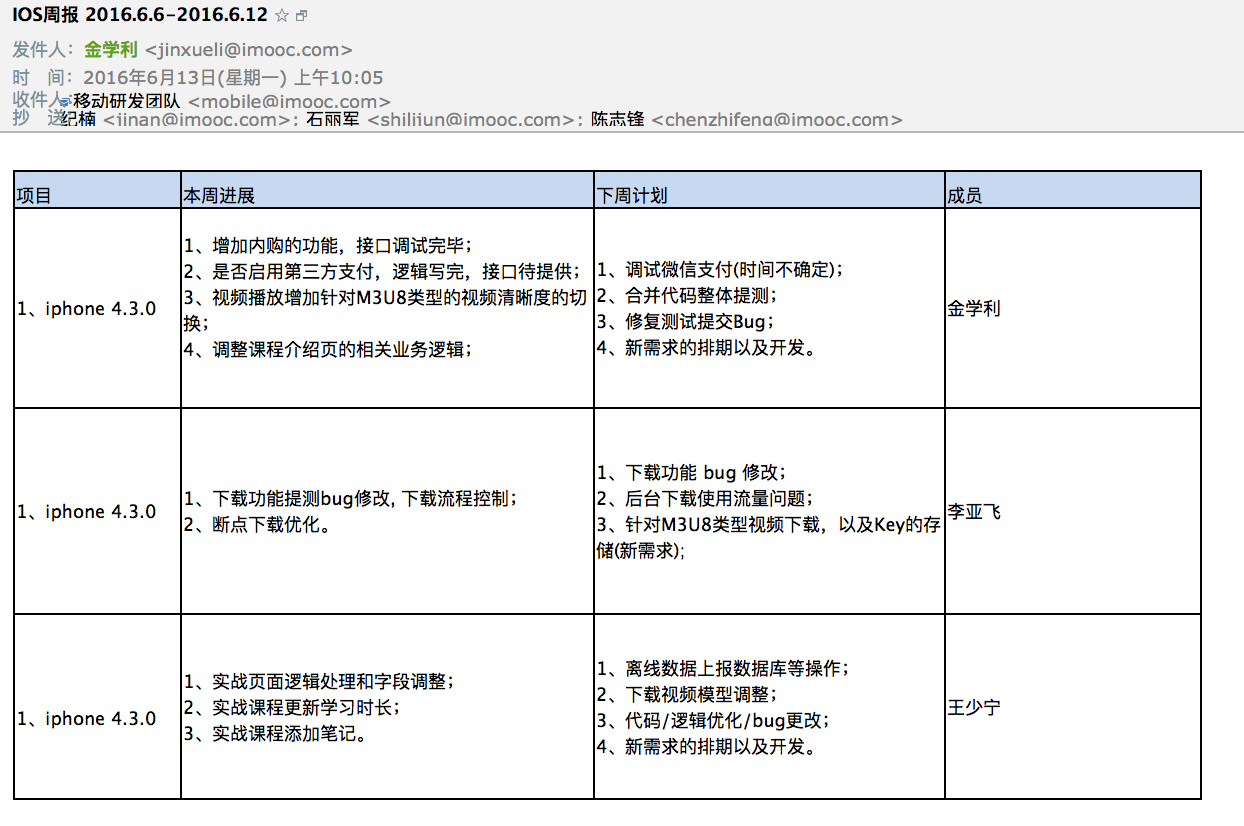 IOS周报 2016.6.6-2016.6.12
发件人：金学利 <jinxueli@imooc.com>
时 间：2016年6月13日(星期一) 上午10:05
收件人 移动研发团队 <mobile@imooc.com>
抄 送 纪楠 <jinan@imooc.com>; 石丽军 <shilijun@imooc.com>; 陈志锋 <chenzhifeng@imooc.com>
项目 本周进展 下周计划 成员
1、iphone 4.3.0
1、增加内购的功能，接口调试完毕；
2、是否启用第三方支付，逻辑写完，接口待提供；
3、视频播放增加针对M3U8类型的视频清晰度的切
换；
4、调整课程介绍页的相关业务逻辑；
1、调试微信支付(时间不确定)；
2、合并代码整体提测；
3、修复测试提交Bug；
4、新需求的排期以及开发。
金学利
1、iphone 4.3.0
1、下载功能提测bug修改, 下载流程控制；
2、断点下载优化。
1、下载功能 bug 修改；
2、后台下载使用流量问题；
3、针对M3U8类型视频下载，以及Key的存
储(新需求);
李亚飞
1、iphone 4.3.0
1、实战页面逻辑处理和字段调整；
2、实战课程更新学习时长；
3、实战课程添加笔记。
1、离线数据上报数据库等操作；
2、下载视频模型调整；
3、代码/逻辑优化/bug更改；
4、新需求的排期以及开发。
王少宁